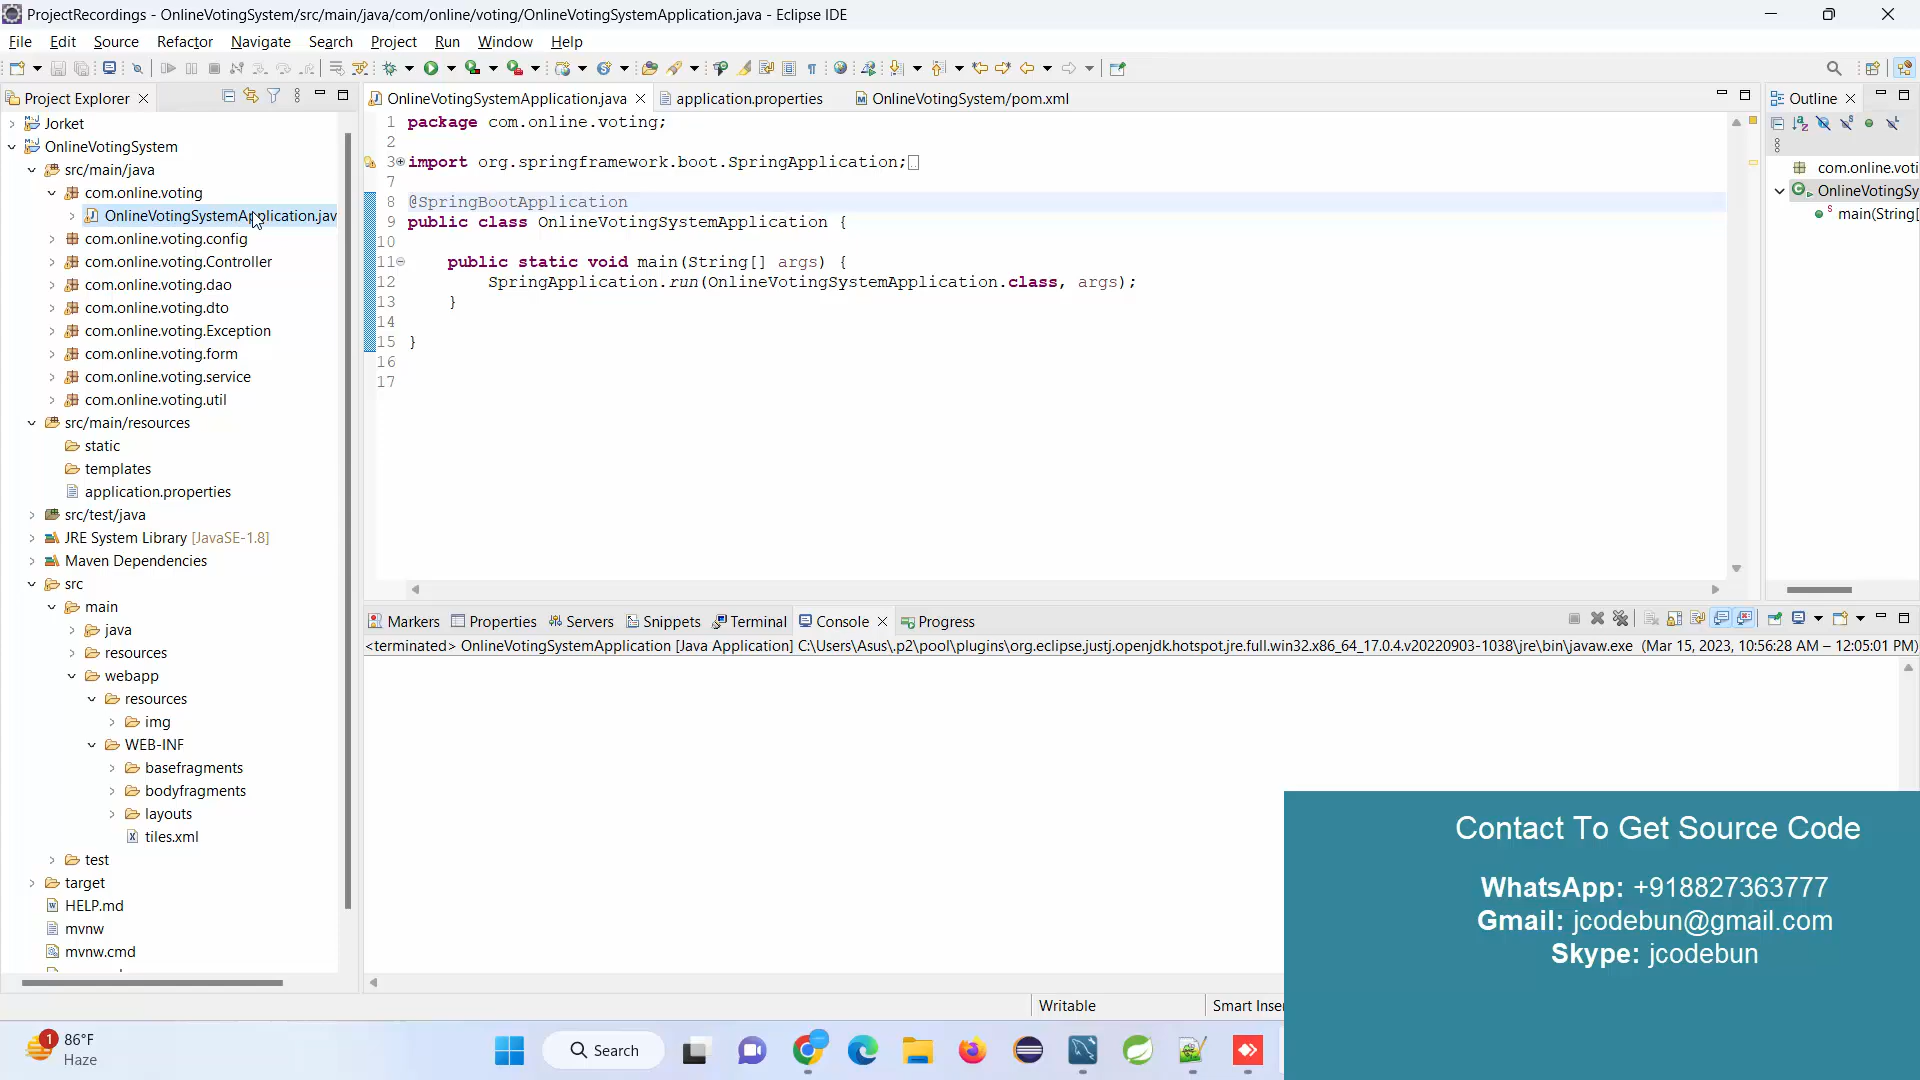 ProjectRecordings - OnlineVotingSystem/src/main/java/com/online/voting/OnlineVotingSystemApplication.java - Eclipse IDE
File Edit Source Refactor Navigate Search Project Run Window Help
Project Explorer
Jorket
OnlineVotingSystem
src/main/java
com.online.voting
OnlineVotingSystemApplication.jav
com.online.voting.config
com.online.voting.Controller
com.online.voting.dao
com.online.voting.dto
com.online.voting.Exception
com.online.voting.form
com.online.voting.service
com.online.voting.util
src/main/resources
static
templates
application.properties
src/test/java
JRE System Library [JavaSE-1.8]
Maven Dependencies
src
main
java
resources
webapp
resources
img
WEB-INF
basefragments
bodyfragments
layouts
tiles.xml
test
target
HELP.md
mvnw
mvnw.cmd
OnlineVotingSystemApplication.java application.properties OnlineVotingSystem/pom.xml
1 package com.online.voting;
2
3 import org.springframework.boot.SpringApplication;
7
8 @SpringBootApplication
9 public class OnlineVotingSystemApplication {
10
11 public static void main(String[] args) {
12 SpringApplication.run(OnlineVotingSystemApplication.class, args);
13 }
14
15 }
16
17
Outline
com.online.voti
OnlineVotingSy
main(String[
Markers Properties Servers Snippets Terminal Console Progress
<terminated> OnlineVotingSystemApplication [Java Application] C:\Users\Asus\.p2\pool\plugins\org.eclipse.justj.openjdk.hotspot.jre.full.win32.x86_64_17.0.4.v20220903-1038\jre\bin\javaw.exe (Mar 15, 2023, 10:56:28 AM – 12:05:01 PM)
Contact To Get Source Code
WhatsApp: +918827363777
Gmail: jcodebun@gmail.com
Skype: jcodebun
Writable Smart Inser
1 86°F
Haze
Search